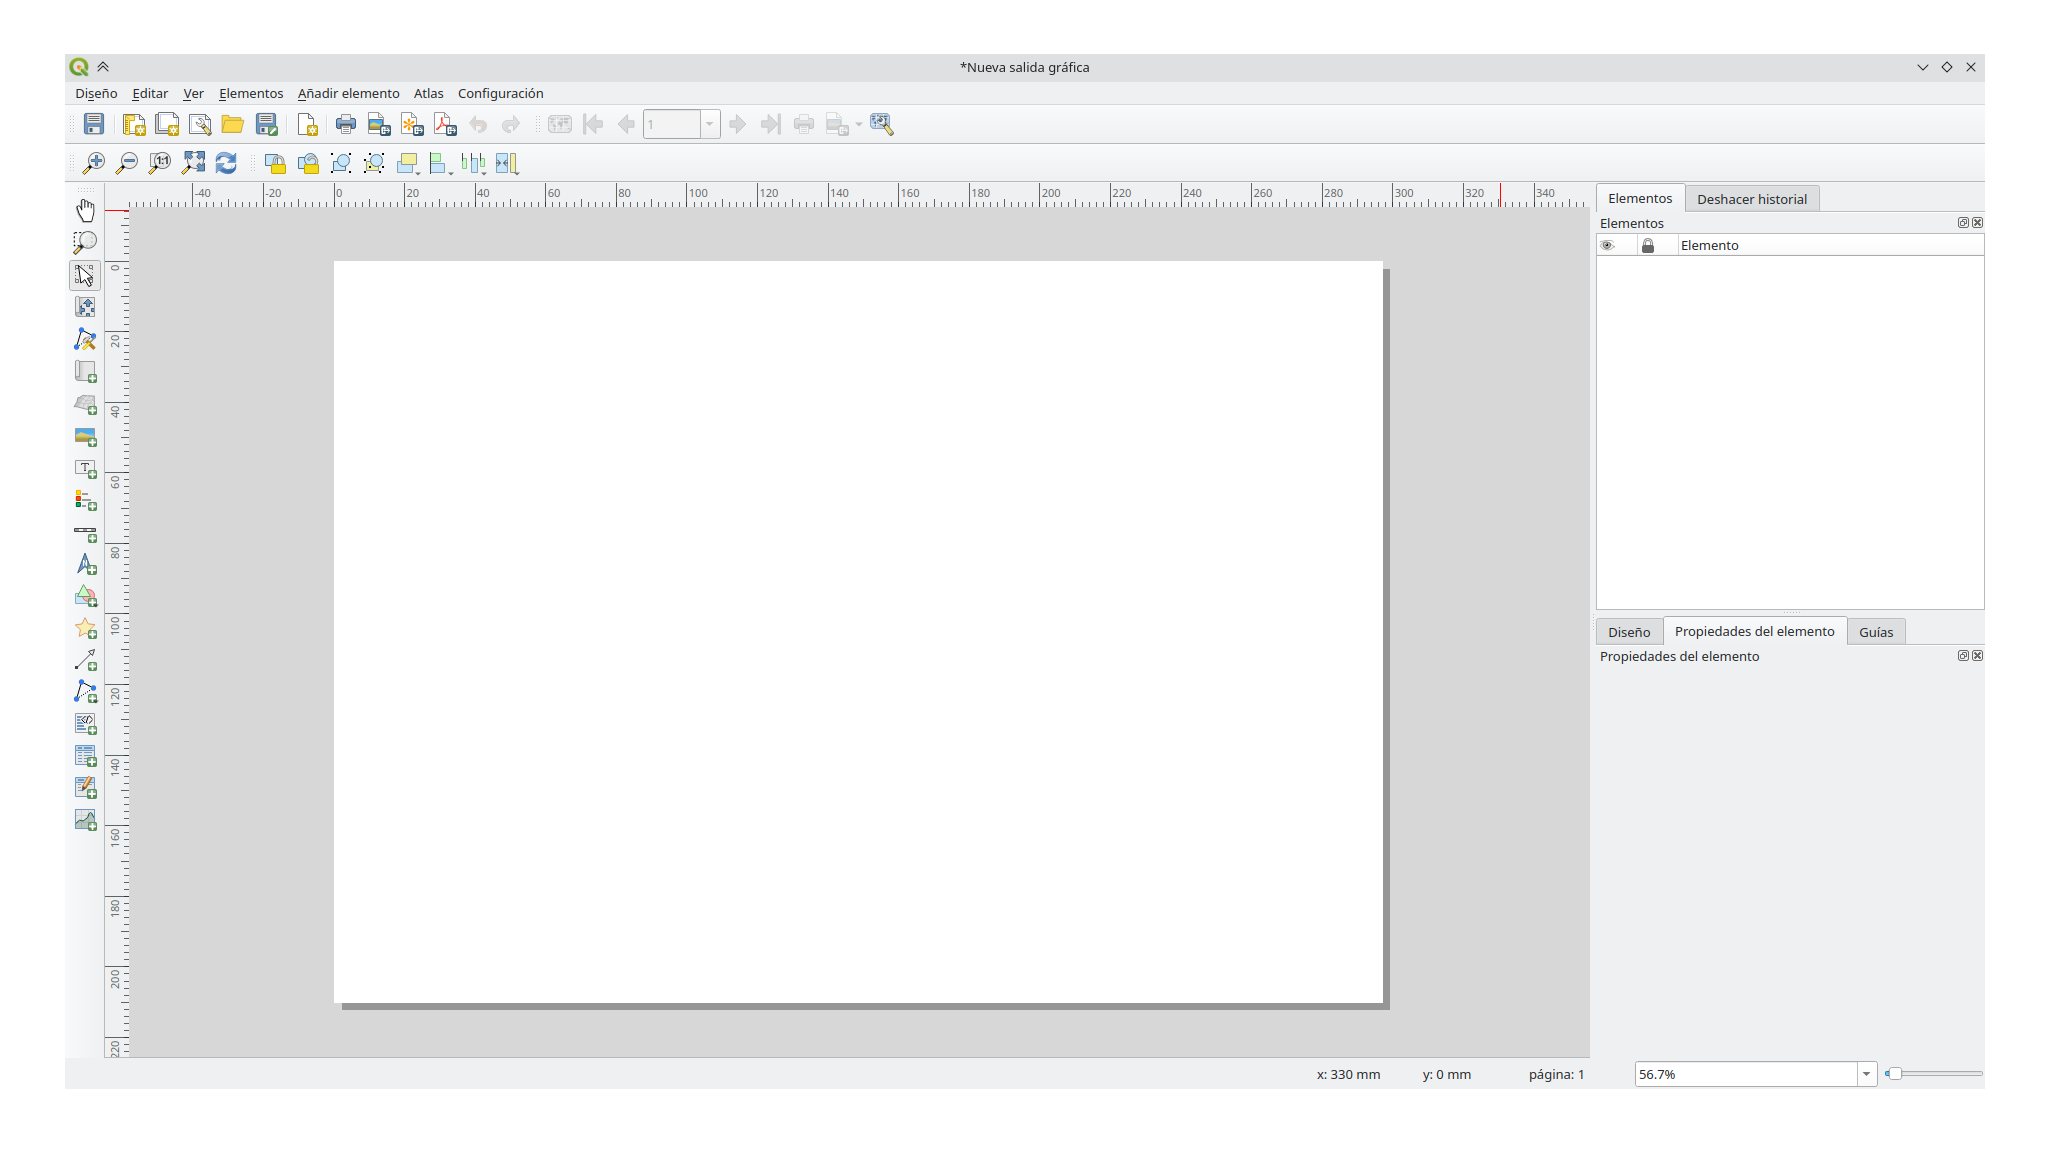 *Nueva salida gráfica
Diseño Editar Ver Elementos Añadir elemento Atlas Configuración
1
1:1
-40 -20 0 20 40 60 80 100 120 140 160 180 200 220 240 260 280 300 320 340
Elementos Deshacer historial
Elementos
Elemento
0
20
40
60
80
100
120
140
160
180
200
220
T
Diseño Propiedades del elemento Guías
Propiedades del elemento
x: 330 mm y: 0 mm página: 1 56.7%